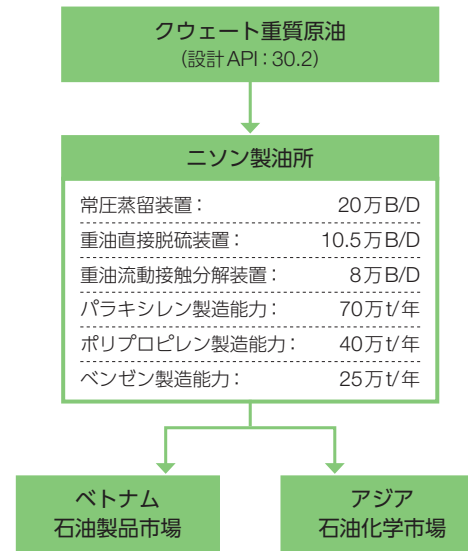 クウェート重質原油
(設計API：30.2)
ニソン製油所
常圧蒸留装置： 20万B/D
重油直接脱硫装置： 10.5万B/D
重油流動接触分解装置： 8万B/D
パラキシレン製造能力： 70万t/年
ポリプロピレン製造能力： 40万t/年
ベンゼン製造能力： 25万t/年
ベトナム
石油製品市場
アジア
石油化学市場